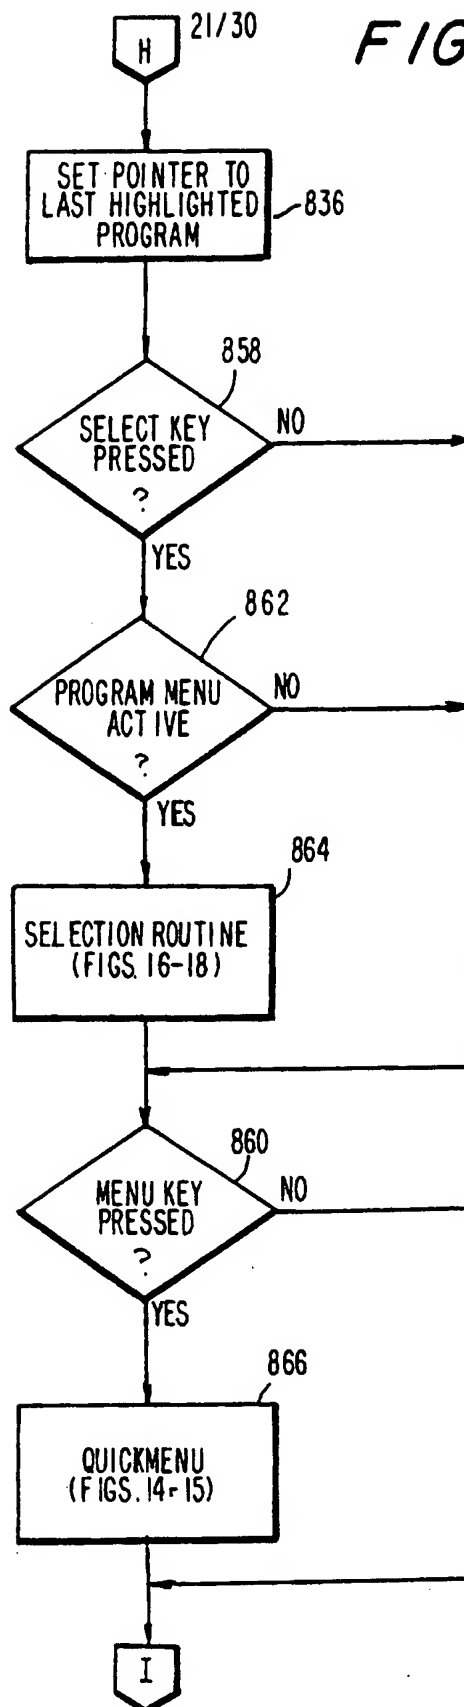 21/30
FIG
H
SET POINTER TO
LAST HIGHLIGHTED
PROGRAM
836
858
SELECT KEY
PRESSED
?
NO
YES
862
PROGRAM MENU
ACTIVE
?
NO
YES
864
SELECTION ROUTINE
(FIGS. 16-18)
860
MENU KEY
PRESSED
?
NO
YES
866
QUICKMENU
(FIGS. 14-15)
I